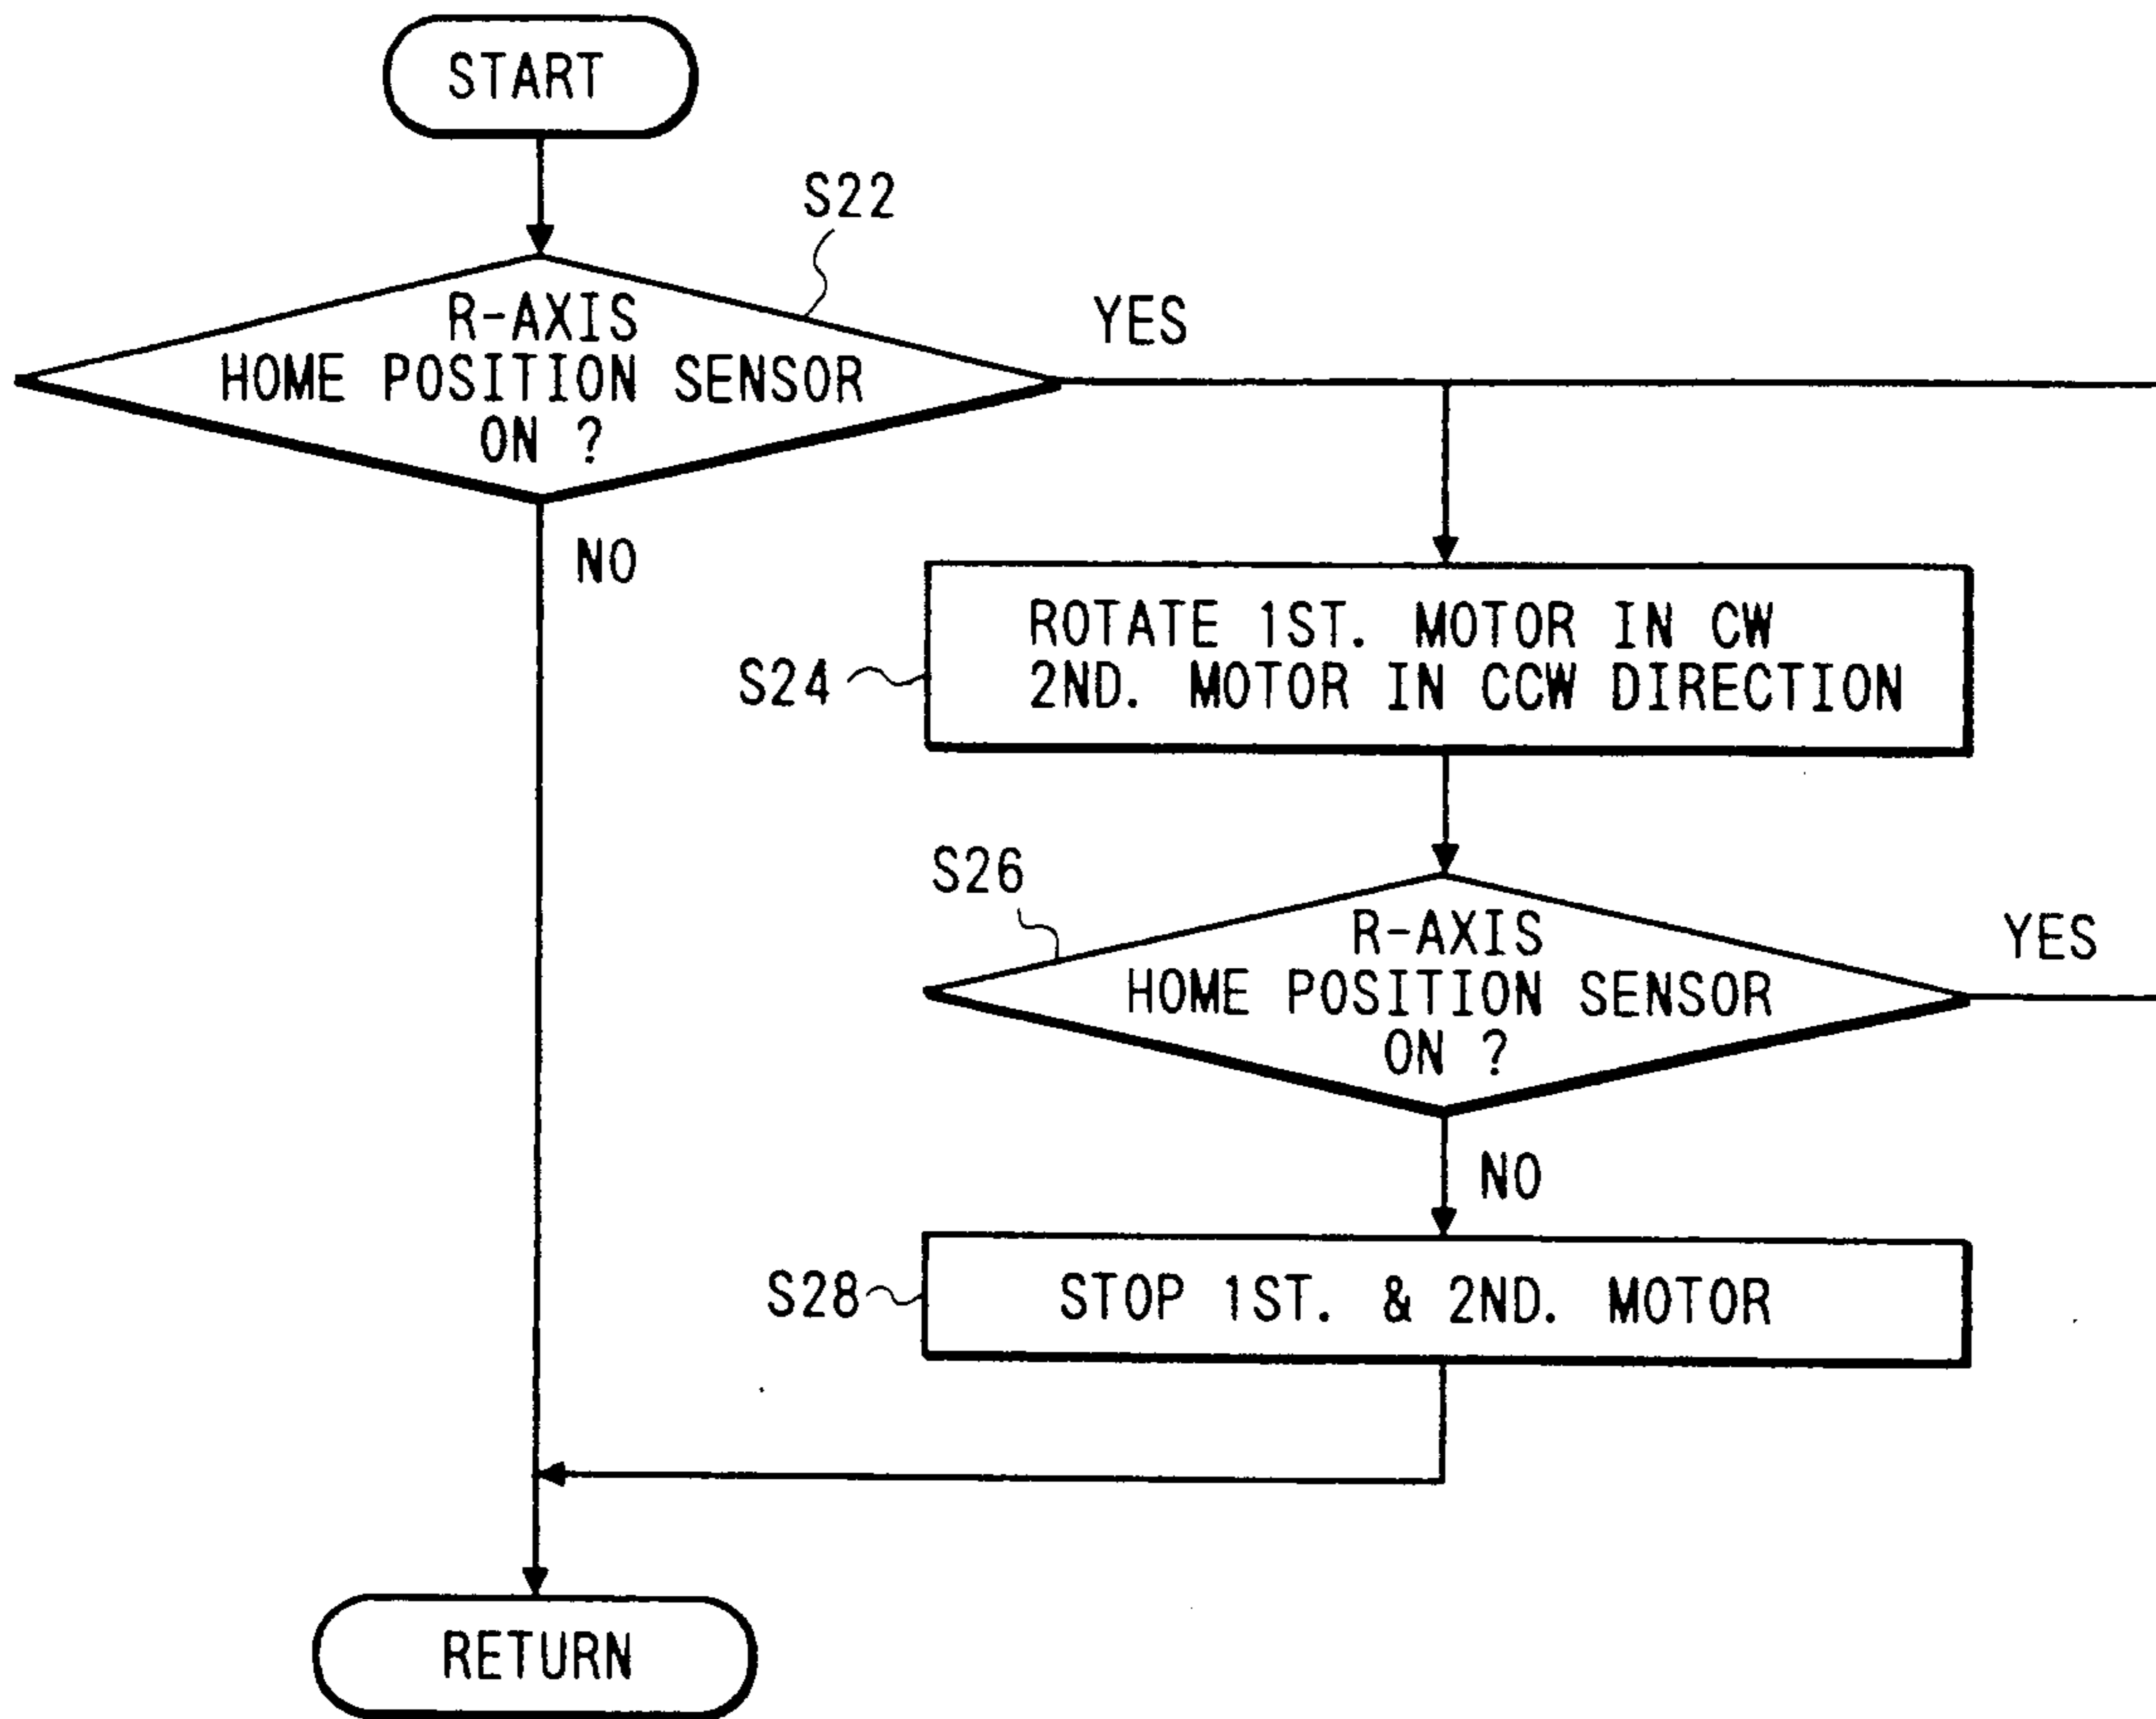 START
S22
R-AXIS
HOME POSITION SENSOR
ON ?
YES
NO
S24
ROTATE 1ST. MOTOR IN CW
2ND. MOTOR IN CCW DIRECTION
S26
R-AXIS
HOME POSITION SENSOR
ON ?
YES
NO
S28
STOP 1ST. & 2ND. MOTOR
RETURN